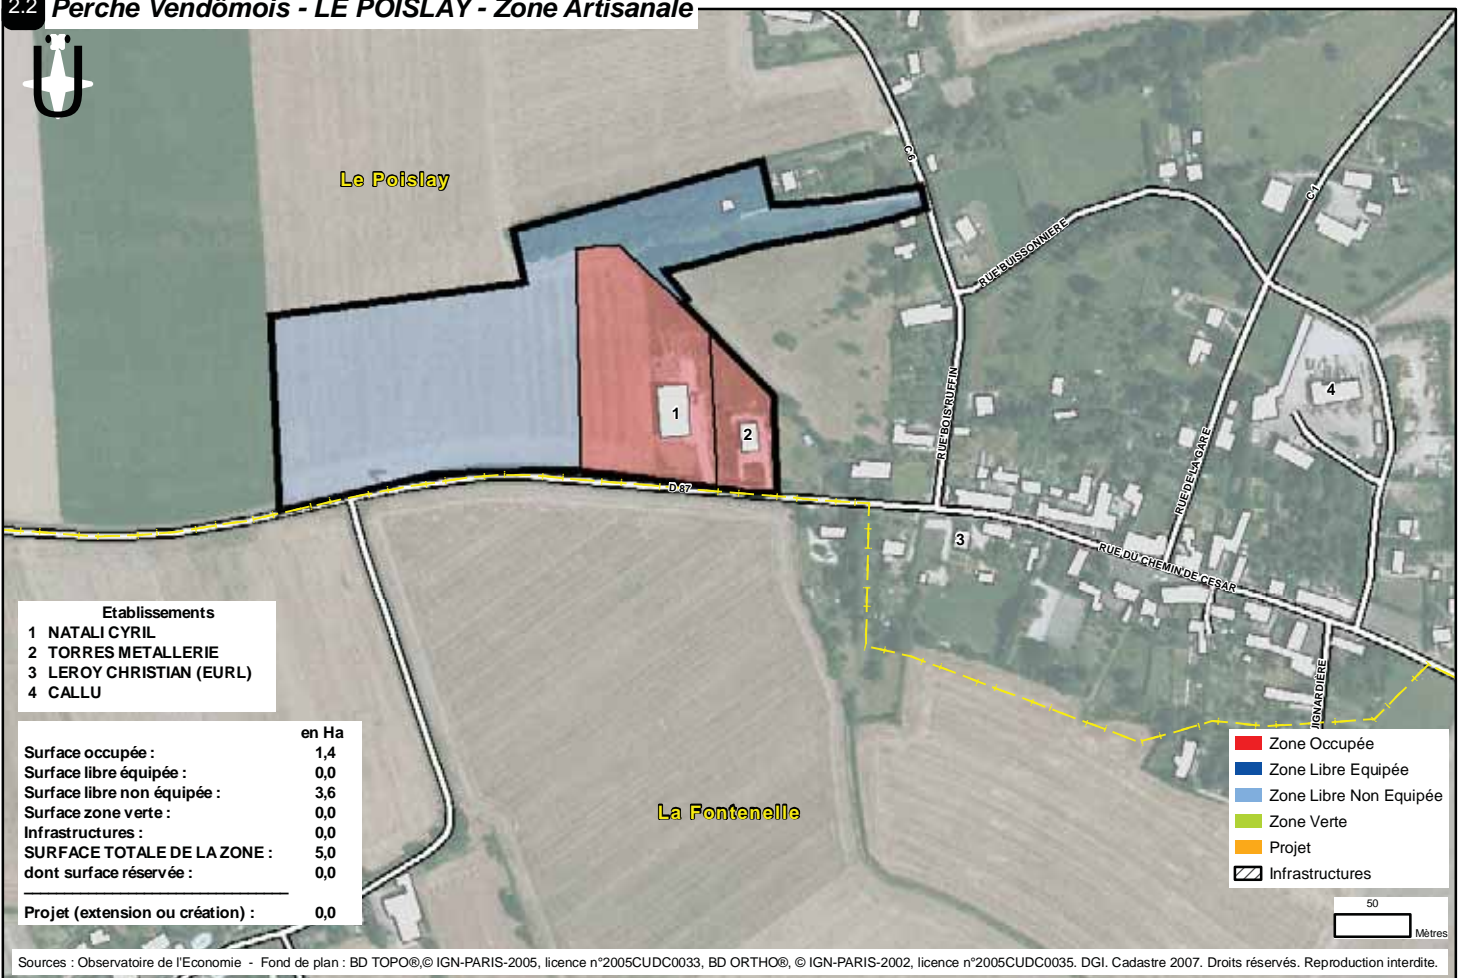 2.2 Perche Vendômois - LE POISLAY - Zone Artisanale
Le Poislay
C 6
C 1
RUE BUISSONNIERE
RUE BOIS RUFFIN
RUE DE LA GARE
4
1
2
D 87
3
RUE DU CHEMIN DE CESAR
IGNARDIÈRE
La Fontenelle
Etablissements
1 NATALI CYRIL
2 TORRES METALLERIE
3 LEROY CHRISTIAN (EURL)
4 CALLU
en Ha
Surface occupée : 1,4
Surface libre équipée : 0,0
Surface libre non équipée : 3,6
Surface zone verte : 0,0
Infrastructures : 0,0
SURFACE TOTALE DE LA ZONE : 5,0
dont surface réservée : 0,0
Projet (extension ou création) : 0,0
Zone Occupée
Zone Libre Equipée
Zone Libre Non Equipée
Zone Verte
Projet
Infrastructures
50
Mètres
Sources : Observatoire de l'Economie - Fond de plan : BD TOPO®,© IGN-PARIS-2005, licence n°2005CUDC0033, BD ORTHO®, © IGN-PARIS-2002, licence n°2005CUDC0035. DGI. Cadastre 2007. Droits réservés. Reproduction interdite.